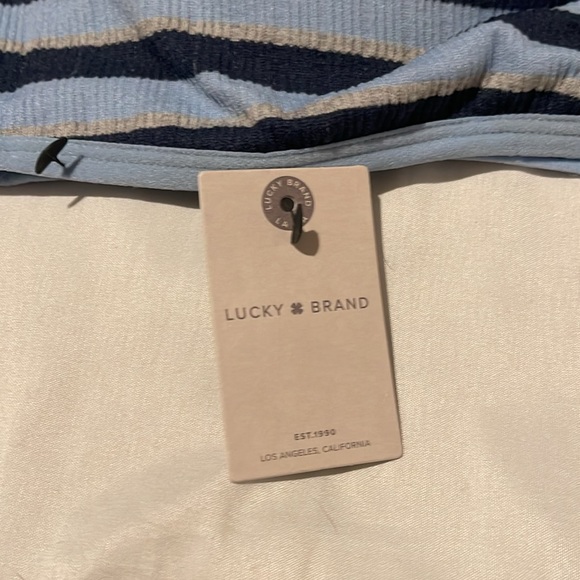 LUCKY BRAND
LUCKY BRAND
EST.1990
LOS ANGELES, CALIFORNIA